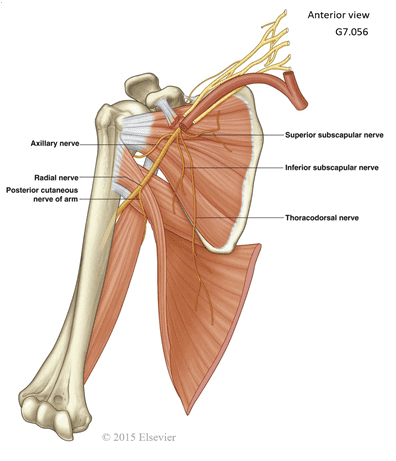 Anterior view
G7.056
Superior subscapular nerve
Axillary nerve
Inferior subscapular nerve
Radial nerve
Posterior cutaneous
nerve of arm
Thoracodorsal nerve
© 2015 Elsevier